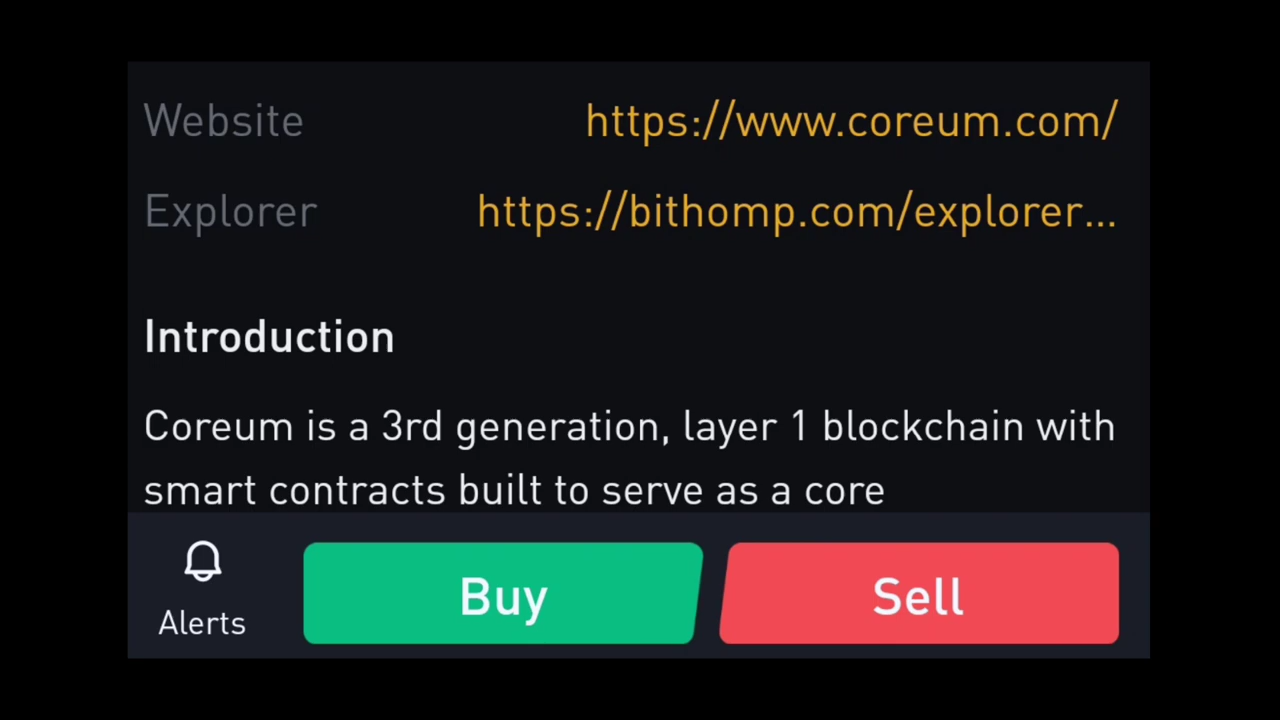 Website https://www.coreum.com/
Explorer https://bithomp.com/explorer...
Introduction
Coreum is a 3rd generation, layer 1 blockchain with
smart contracts built to serve as a core
Alerts Buy Sell